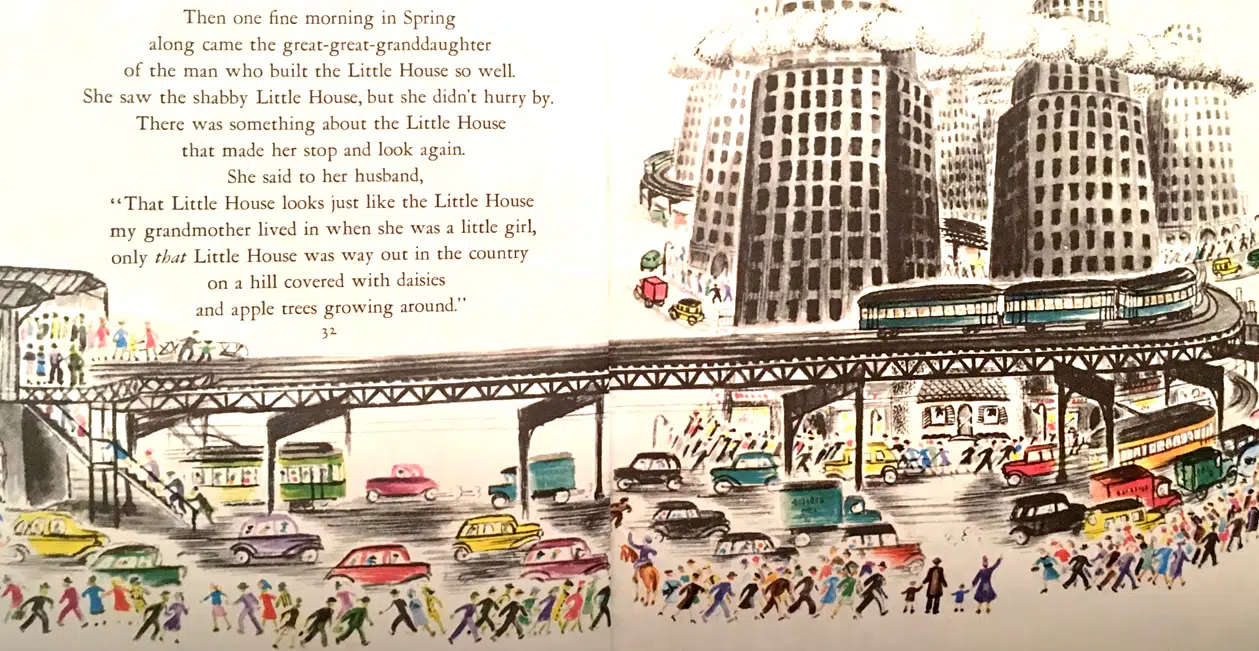 Then one fine morning in Spring
along came the great-great-granddaughter
of the man who built the Little House so well.
She saw the shabby Little House, but she didn't hurry by.
There was something about the Little House
that made her stop and look again.
She said to her husband,
“That Little House looks just like the Little House
my grandmother lived in when she was a little girl,
only that Little House was way out in the country
on a hill covered with daisies
and apple trees growing around.”
32